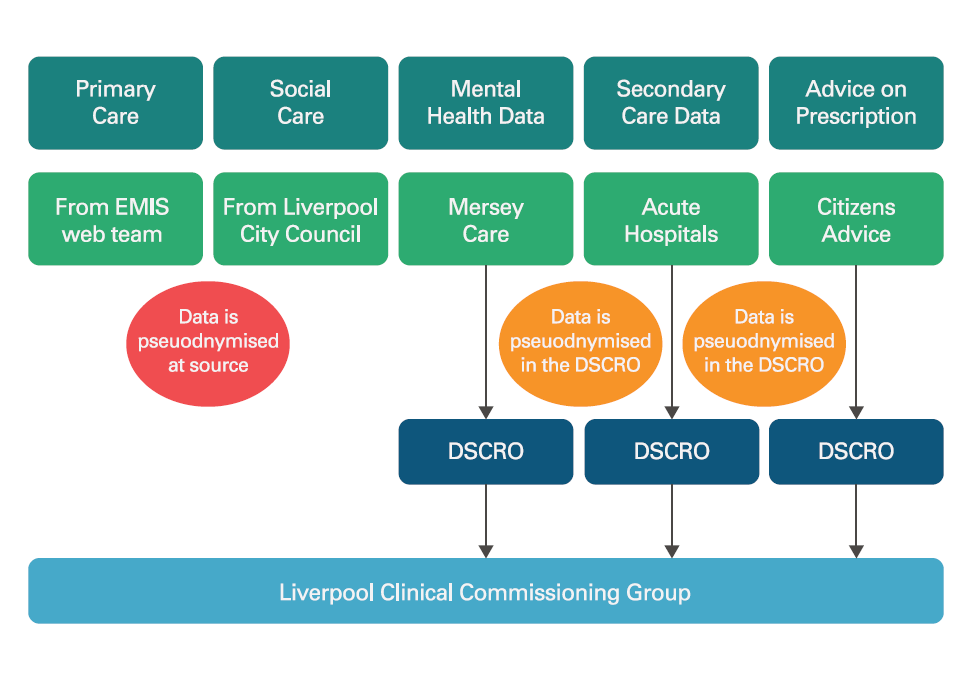 Primary
Care
Social
Care
Mental
Health Data
Secondary
Care Data
Advice on
Prescription
From EMIS
web team
From Liverpool
City Council
Mersey
Care
Acute
Hospitals
Citizens
Advice
Data is
pseuodnymised
at source
Data is
pseuodnymised
in the DSCRO
Data is
pseuodnymised
in the DSCRO
DSCRO
DSCRO
DSCRO
Liverpool Clinical Commissioning Group